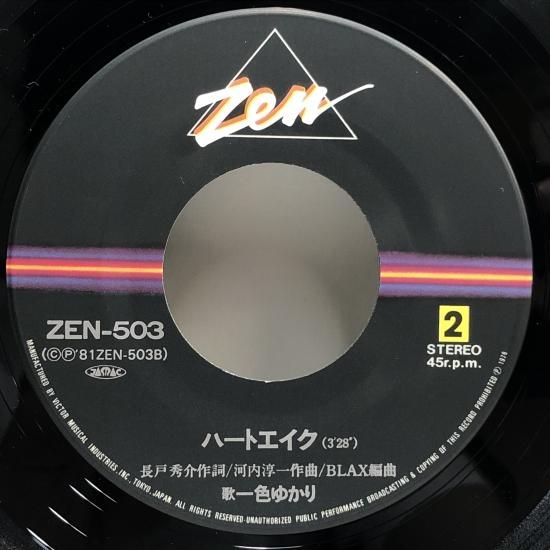 Zen
ZEN-503
(ⒸⓅ'81ZEN-503B)
JASRAC
2
STEREO
45r.p.m.
ハートエイク (3'28")
長戸秀介作詞/河内淳一作曲/BLAX編曲
歌一色ゆかり
MANUFACTURED BY VICTOR MUSICAL INDUSTRIES, INC. TOKYO, JAPAN. ALL RIGHTS RESERVED-UNAUTHORIZED PUBLIC PERFORMANCE BROADCASTING & COPYING OF THIS RECORD PROHIBITED Ⓟ 1978